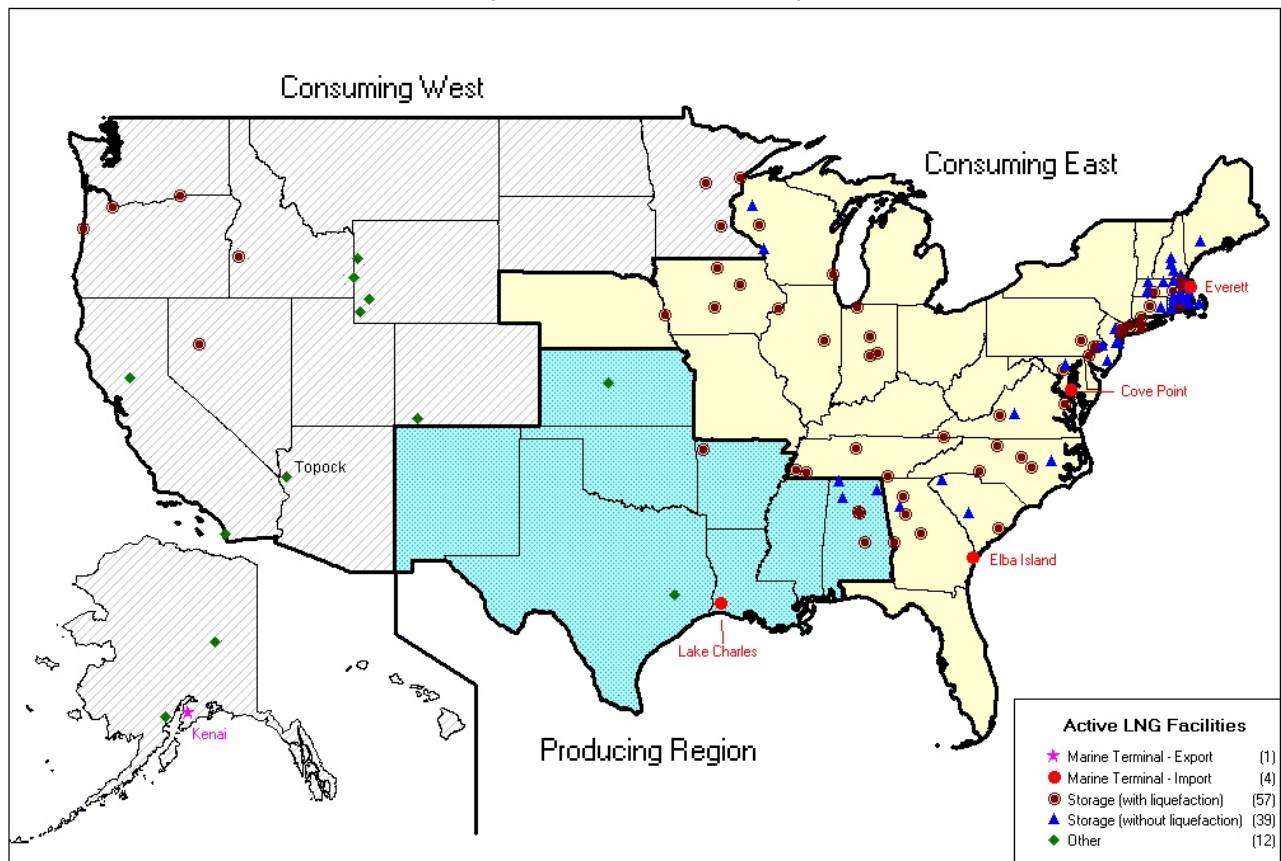 Consuming West
Consuming East
Everett
Cove Point
Topock
Elba Island
Lake Charles
Kenai
Producing Region
Active LNG Facilities
Marine Terminal - Export (1)
Marine Terminal - Import (4)
Storage (with liquefaction) (57)
Storage (without liquefaction) (39)
Other (12)